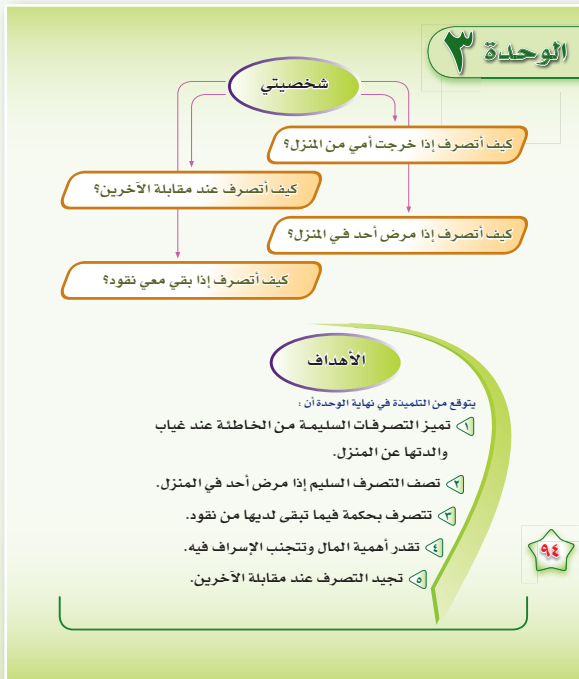 الوحدة ٣
شخصيتي
كيف أتصرف إذا خرجت أمي من المنزل؟
كيف أتصرف عند مقابلة الآخرين؟
كيف أتصرف إذا مرض أحد في المنزل؟
كيف أتصرف إذا بقي معي نقود؟
الأهداف
يتوقع من التلميذة في نهاية الوحدة أن :
١ تميز التصرفات السليمة من الخاطئة عند غياب
والدتها عن المنزل.
٢ تصف التصرف السليم إذا مرض أحد في المنزل.
٣ تتصرف بحكمة فيما تبقى لديها من نقود.
٤ تقدر أهمية المال وتتجنب الإسراف فيه.
٥ تجيد التصرف عند مقابلة الآخرين.
٩٤